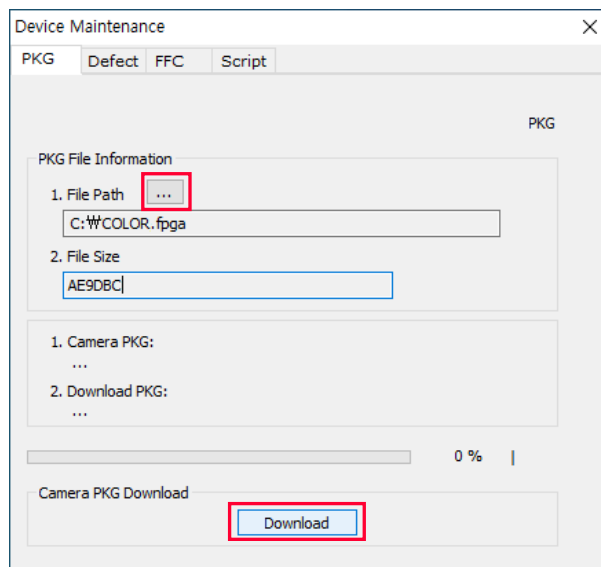 Device Maintenance
PKG Defect FFC Script
PKG
PKG File Information
1. File Path ...
C:₩COLOR.fpga
2. File Size
AE9DBC
1. Camera PKG:
...
2. Download PKG:
...
0 % |
Camera PKG Download
Download